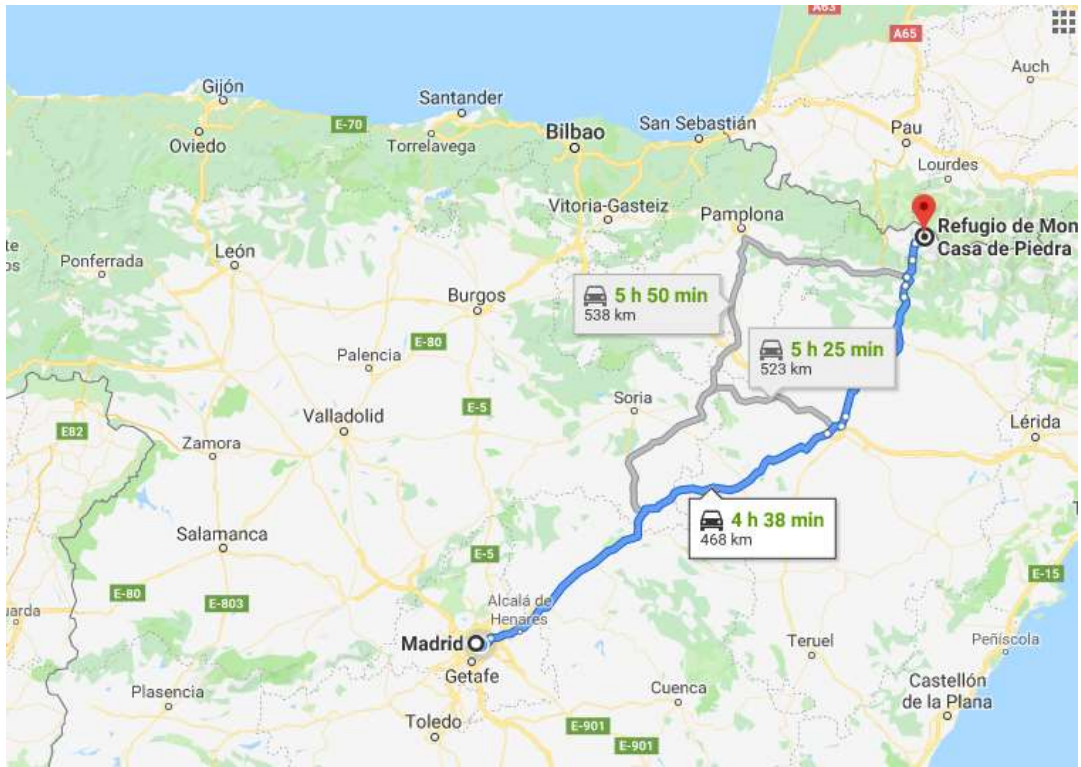 A63
A65
Auch
Gijón
Santander
San Sebastián
Pau
E-70
Oviedo
Torrelavega
Bilbao
Lourdes
Vitoria-Gasteiz
Pamplona
Refugio de Mon
Casa de Piedra
te
os
León
Ponferrada
Burgos
5 h 50 min
538 km
E-80
5 h 25 min
523 km
Palencia
Soria
E-5
Valladolid
Lérida
E82
Zamora
4 h 38 min
468 km
T
Salamanca
E-5
E-15
E-80
E-803
Alcalá de
Henares
uarda
Madrid
Teruel
Peñíscola
Getafe
Plasencia
Cuenca
Castellón
de la Plana
Toledo
E-901
E-901